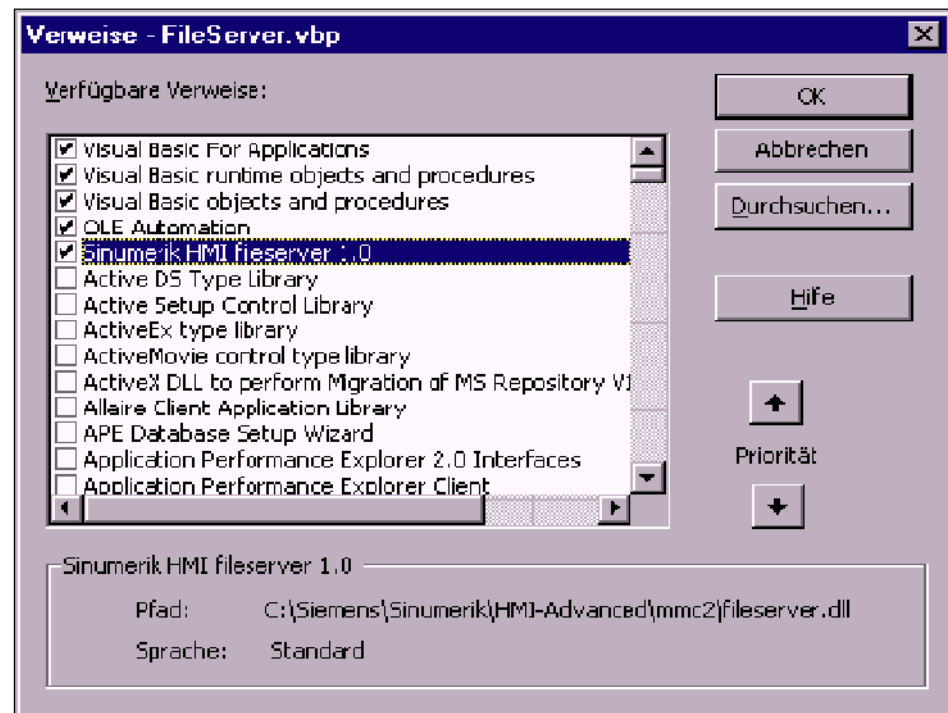 Verweise - FileServer.vbp
Verfügbare Verweise:
Visual Basic For Applications
Visual Basic runtime objects and procedures
Visual Basic objects and procedures
OLE Automation
Sinumerik HMI fieserver 1.0
Active DS Type Library
Active Setup Control Library
ActiveEx type library
ActiveMovie control type library
ActiveX DLL to perform Migration of MS Repository V1
Allaire Client Application Library
APE Database Setup Wizard
Application Performance Explorer 2.0 Interfaces
Application Performance Explorer Client
OK
Abbrechen
Durchsuchen...
Hilfe
Priorität
Sinumerik HMI fileserver 1.0
Pfad: C:\Siemens\Sinumerik\HMI-Advanced\mmc2\fileserver.dll
Sprache: Standard